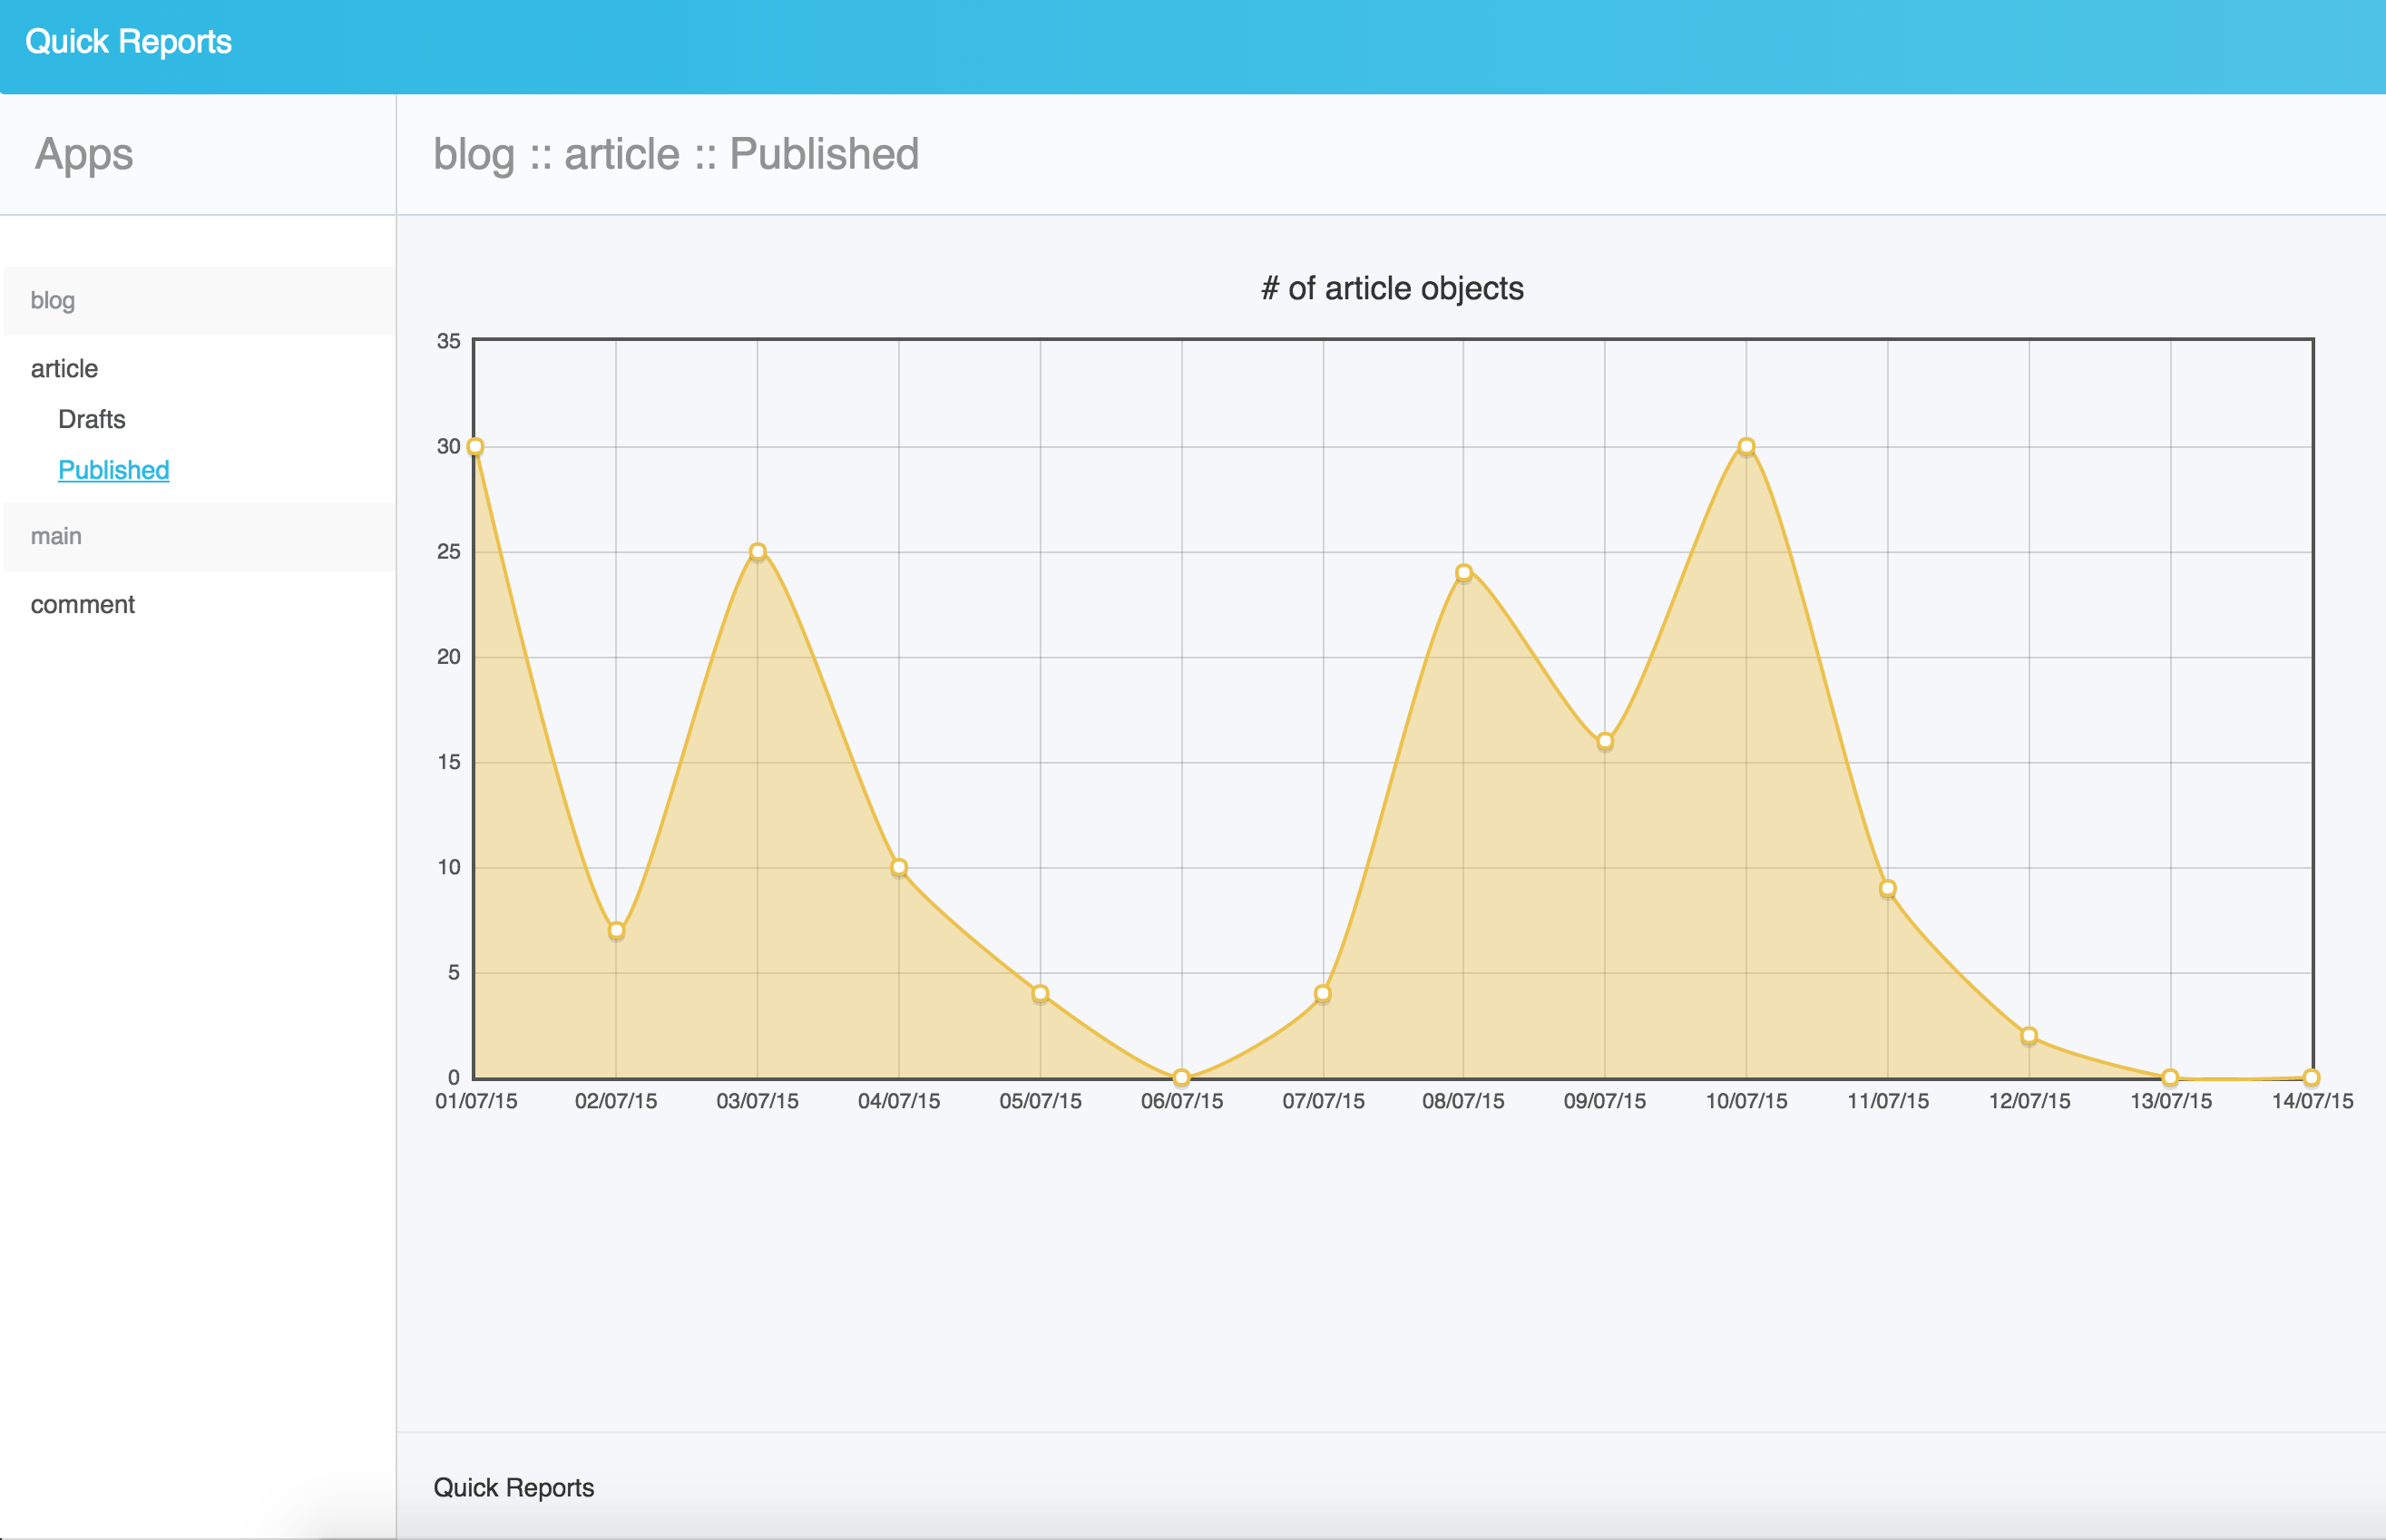 Quick Reports
Apps
blog :: article :: Published
blog
article
Drafts
Published
main
comment
# of article objects
35
30
25
20
15
10
5
0
01/07/15 02/07/15 03/07/15 04/07/15 05/07/15 06/07/15 07/07/15 08/07/15 09/07/15 10/07/15 11/07/15 12/07/15 13/07/15 14/07/15
Quick Reports